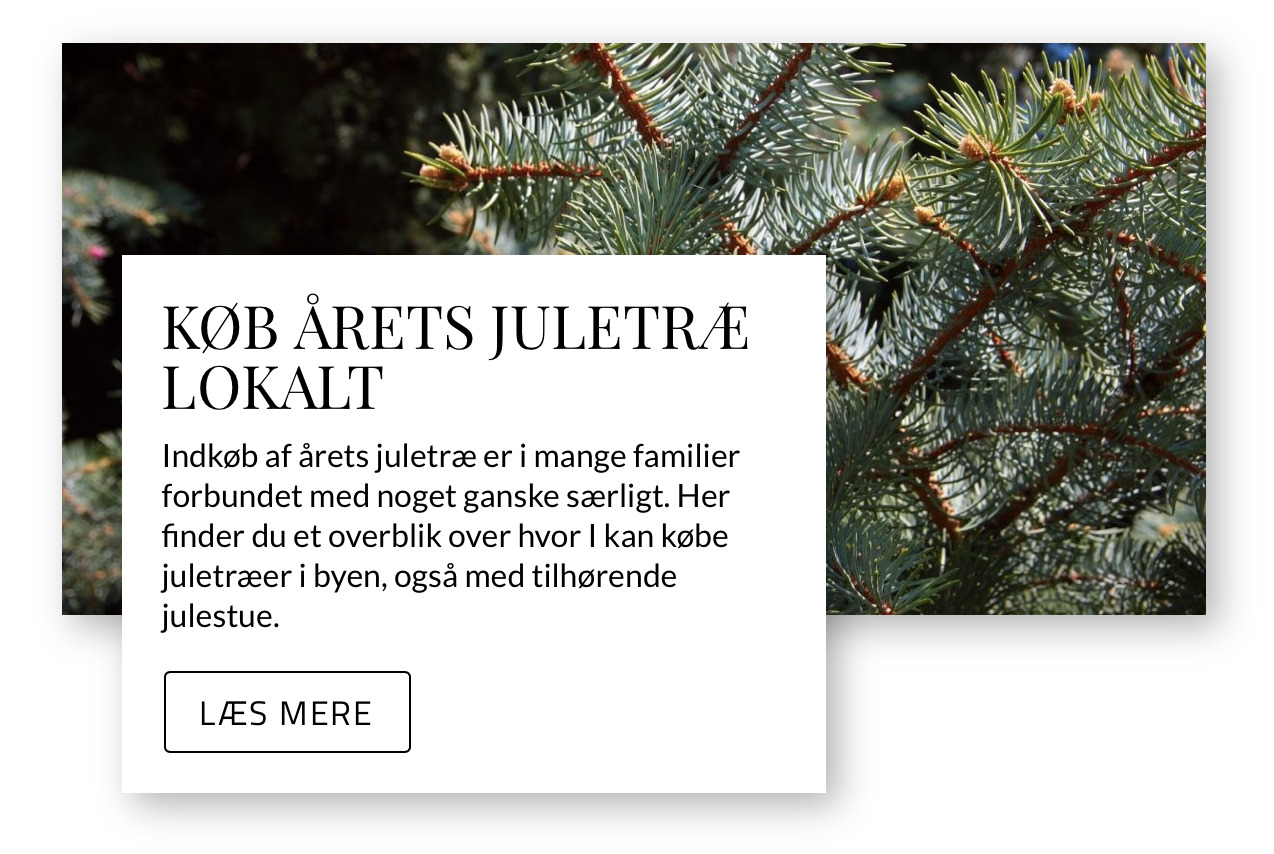 KØB ÅRETS JULETRÆ
LOKALT
Indkøb af årets juletræ er i mange familier
forbundet med noget ganske særligt. Her
finder du et overblik over hvor I kan købe
juletræer i byen, også med tilhørende
julestue.
LÆS MERE